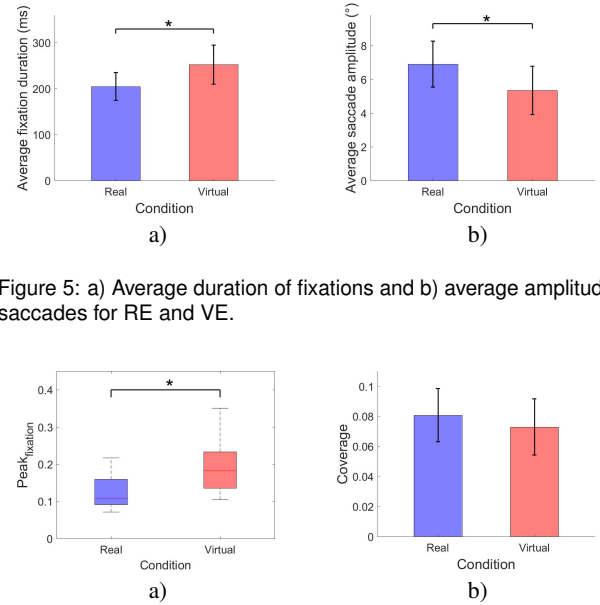 Average fixation duration (ms)
300
200
100
0
*
Real
Virtual
Condition
a)
Average saccade amplitude (°)
8
6
4
2
0
*
Real
Virtual
Condition
b)
Figure 5: a) Average duration of fixations and b) average amplitud
saccades for RE and VE.
Peak fixation
0.4
0.3
0.2
0.1
0
*
Real
Virtual
Condition
a)
Coverage
0.1
0.08
0.06
0.04
0.02
0
Real
Virtual
Condition
b)